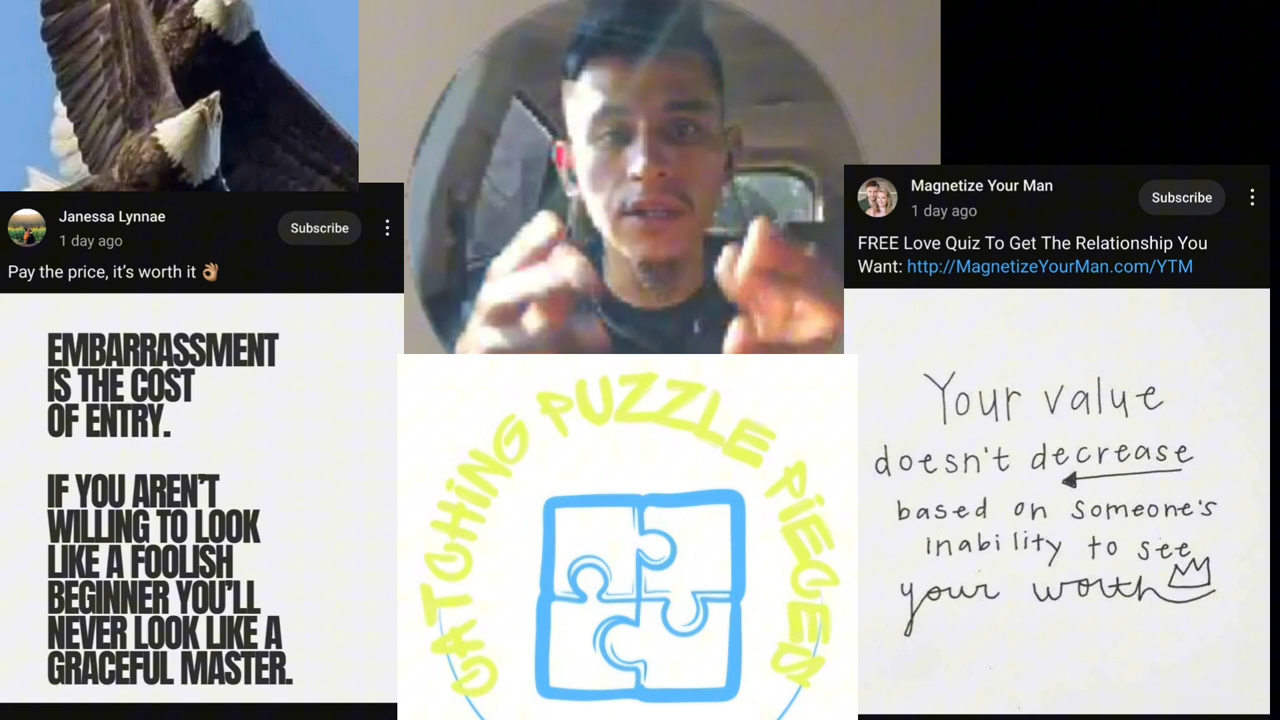 Janessa Lynnae
1 day ago
Subscribe
Pay the price, it's worth it 👌🏽
EMBARRASSMENT
IS THE COST
OF ENTRY.
IF YOU AREN'T
WILLING TO LOOK
LIKE A FOOLISH
BEGINNER YOU'LL
NEVER LOOK LIKE A
GRACEFUL MASTER.
CATCHING PUZZLE PIECES
Magnetize Your Man
1 day ago
Subscribe
FREE Love Quiz To Get The Relationship You
Want: http://MagnetizeYourMan.com/YTM
Your value
doesn't decrease
based on someone's
inability to see
your worth